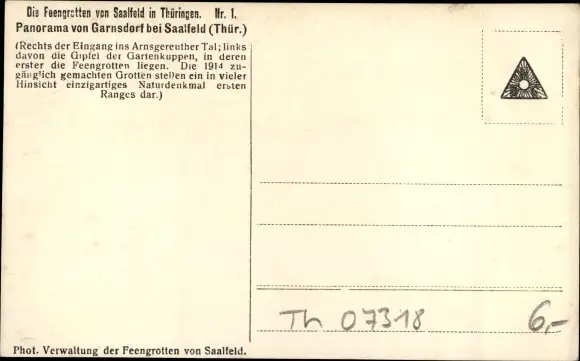 Die Feengrotten von Saalfeld in Thüringen. Nr. 1.
Panorama von Garnsdorf bei Saalfeld (Thür.)
(Rechts der Eingang ins Arnsgereuther Tal; links
davon die Gipfel der Gartenkuppen, in deren
erster die Feengrotten liegen. Die 1914 zu-
gänglich gemachten Grotten stellen ein in vieler
Hinsicht einzigartiges Naturdenkmal ersten
Ranges dar.)
Th 07318
6,-
Phot. Verwaltung der Feengrotten von Saalfeld.